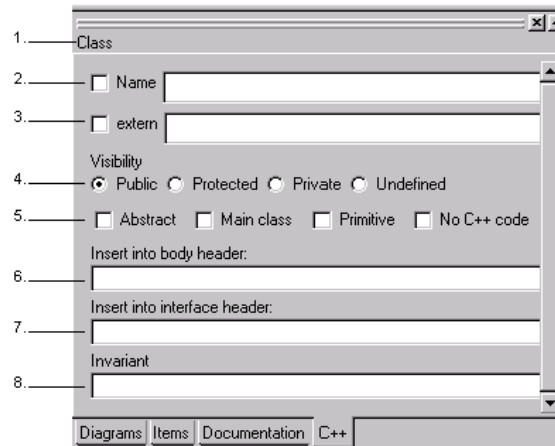 1.
Class
2.
Name
3.
extern
Visibility
4.
Public Protected Private Undefined
5.
Abstract Main class Primitive No C++ code
Insert into body header:
6.
Insert into interface header:
7.
Invariant
8.
Diagrams Items Documentation C++